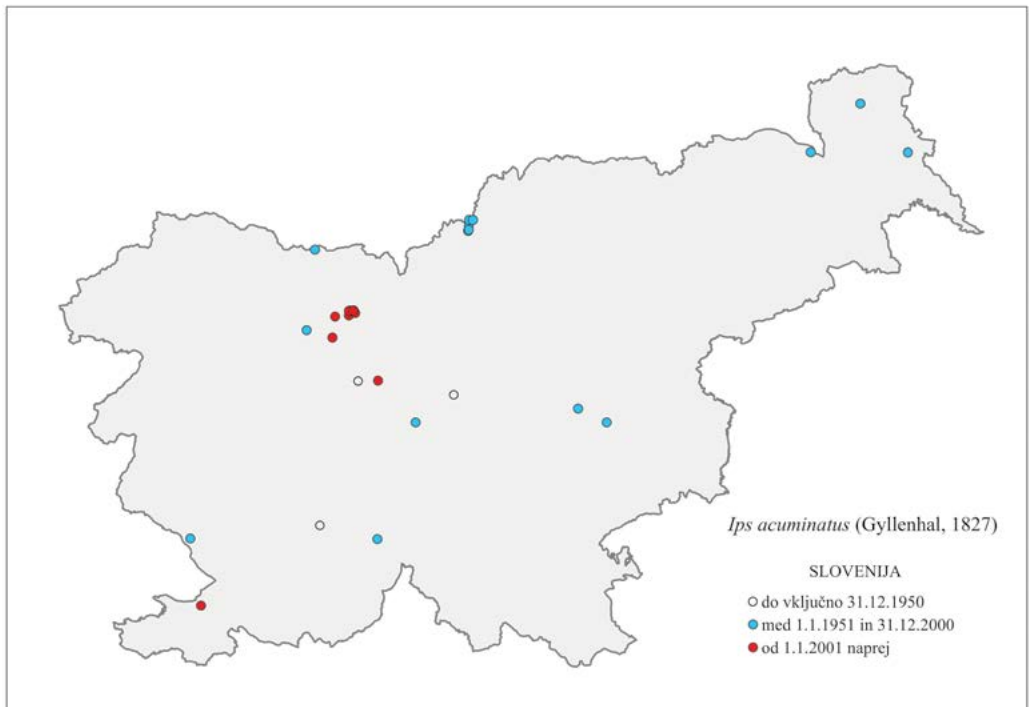 Ips acuminatus (Gyllenhal, 1827)
SLOVENIJA
do vključno 31.12.1950
med 1.1.1951 in 31.12.2000
od 1.1.2001 naprej